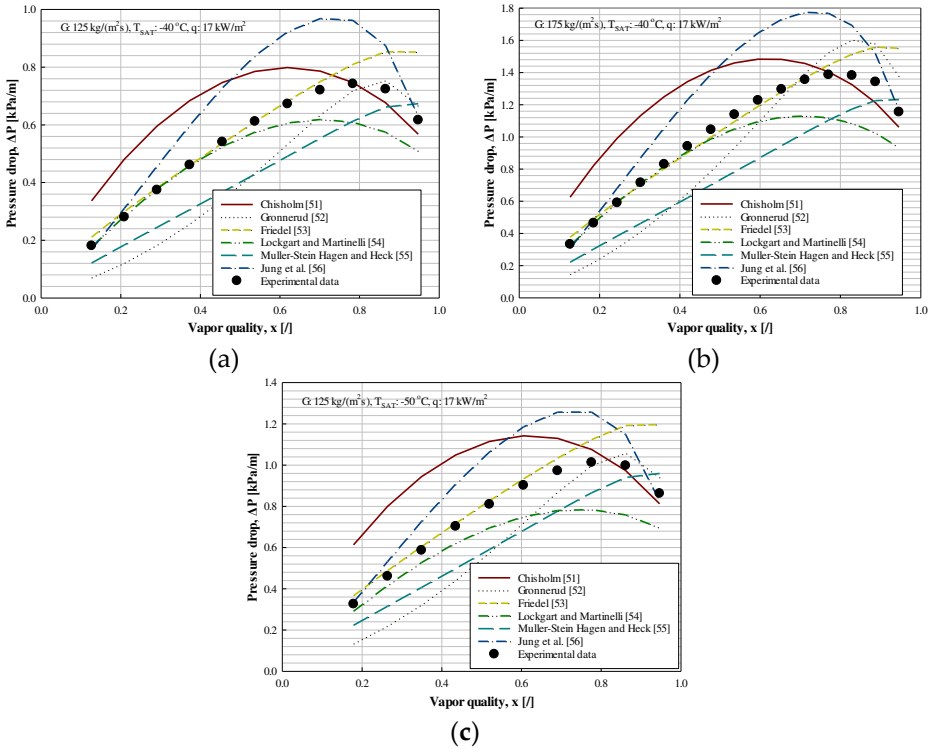 G: 125 kg/(m²s), T_SAT: -40 °C, q: 17 kW/m²
Pressure drop, ΔP [kPa/m]
1.0
0.8
0.6
0.4
0.2
0.0
Chisholm [51]
Gronnerud [52]
Friedel [53]
Lockgart and Martinelli [54]
Muller-Stein Hagen and Heck [55]
Jung et al. [56]
Experimental data
0.0 0.2 0.4 0.6 0.8 1.0
Vapor quality, x [/]
(a)
G: 175 kg/(m²s), T_SAT: -40 °C, q: 17 kW/m²
Pressure drop, ΔP [kPa/m]
1.8
1.6
1.4
1.2
1.0
0.8
0.6
0.4
0.2
0.0
Chisholm [51]
Gronnerud [52]
Friedel [53]
Lockgart and Martinelli [54]
Muller-Stein Hagen and Heck [55]
Jung et al. [56]
Experimental data
0.0 0.2 0.4 0.6 0.8 1.0
Vapor quality, x [/]
(b)
G: 125 kg/(m²s), T_SAT: -50 °C, q: 17 kW/m²
Pressure drop, ΔP [kPa/m]
1.4
1.2
1.0
0.8
0.6
0.4
0.2
0.0
Chisholm [51]
Gronnerud [52]
Friedel [53]
Lockgart and Martinelli [54]
Muller-Stein Hagen and Heck [55]
Jung et al. [56]
Experimental data
0.0 0.2 0.4 0.6 0.8 1.0
Vapor quality, x [/]
(c)